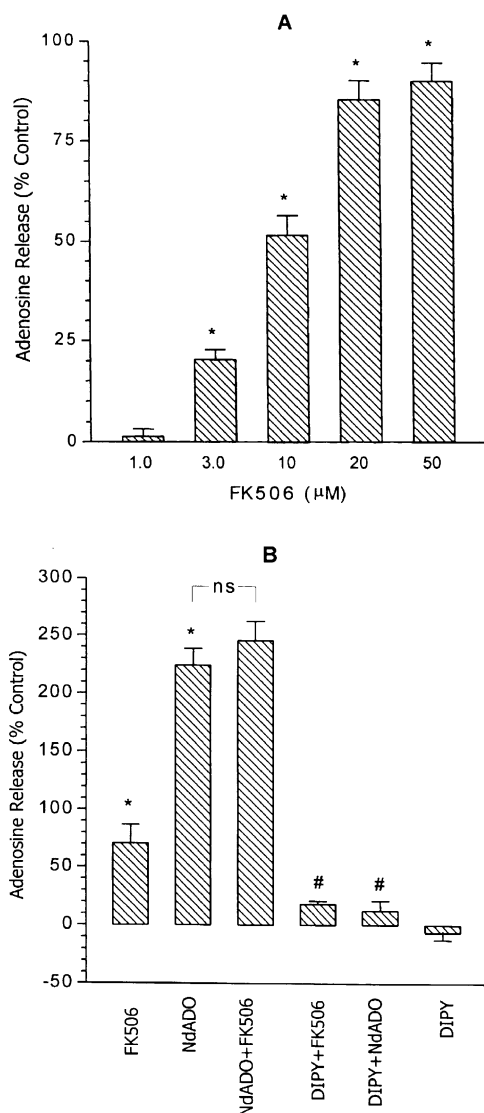 A
Adenosine Release (% Control)
100
75
50
25
0
*
*
*
*
1.0
3.0
10
20
50
FK506 (μM)
B
Adenosine Release (% Control)
300
250
200
150
100
50
0
-50
ns
*
*
#
#
FK506
NdADO
NdADO+FK506
DIPY+FK506
DIPY+NdADO
DIPY